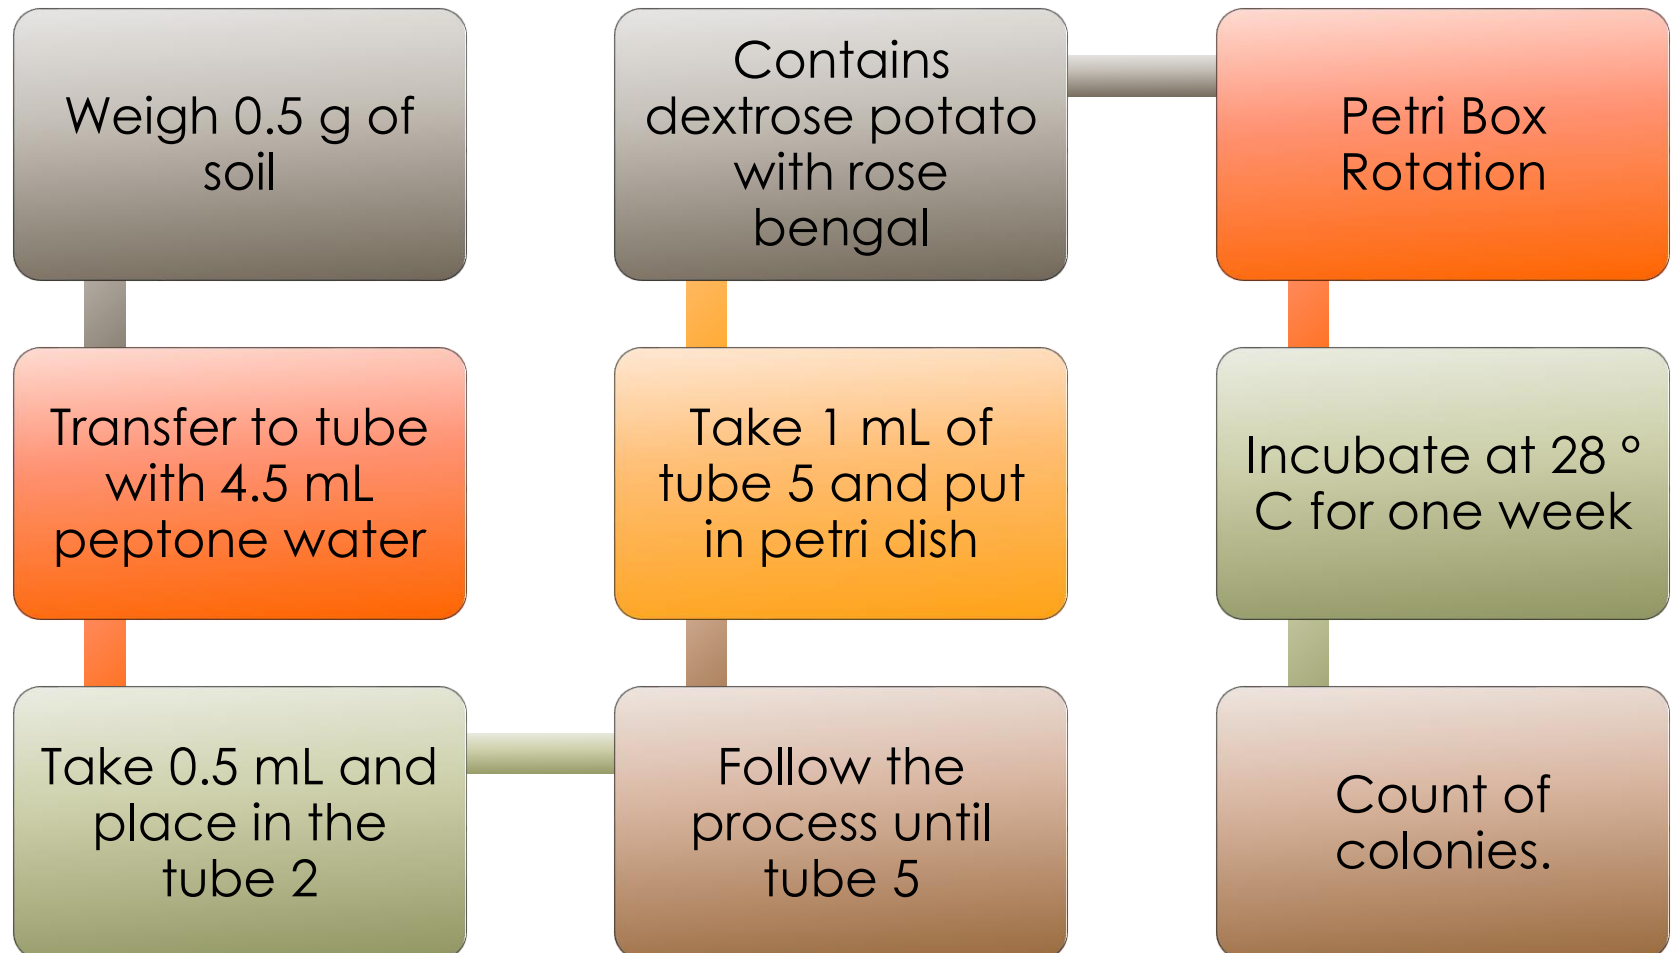 Weigh 0.5 g of
soil
Transfer to tube
with 4.5 mL
peptone water
Take 0.5 mL and
place in the
tube 2
Follow the
process until
tube 5
Take 1 mL of
tube 5 and put
in petri dish
Contains
dextrose potato
with rose
bengal
Petri Box
Rotation
Incubate at 28 °
C for one week
Count of
colonies.